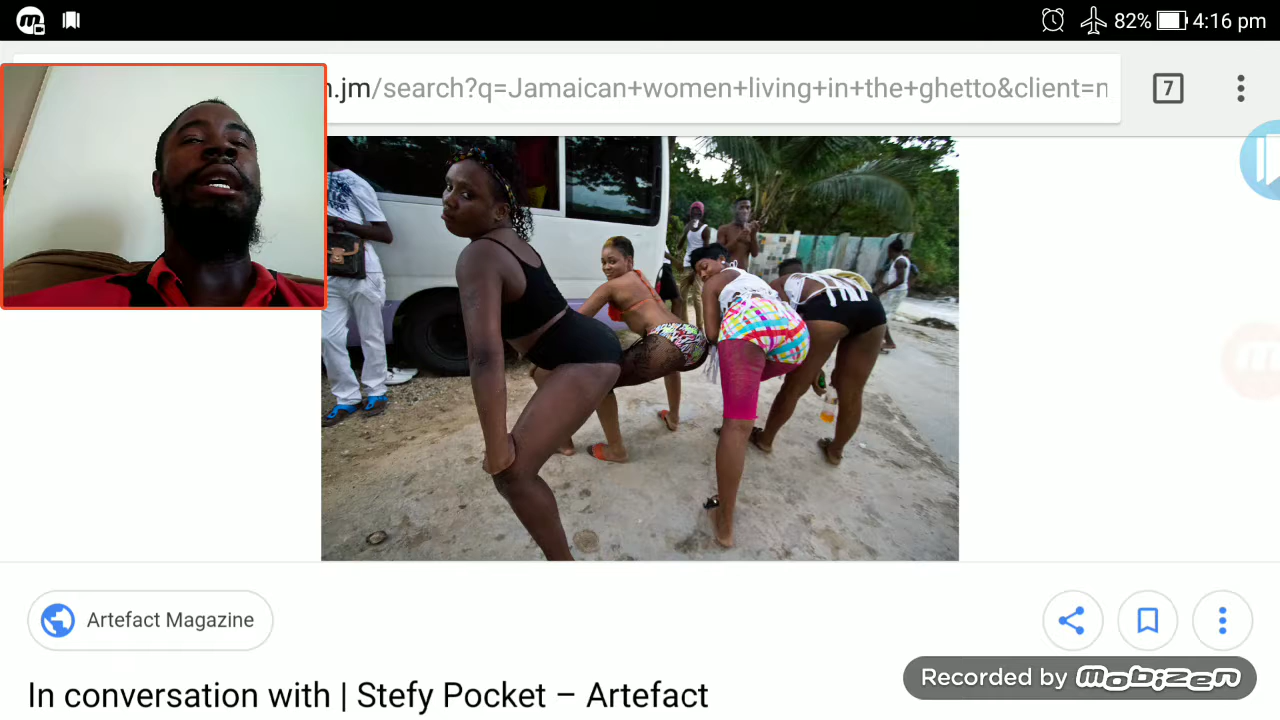 82% 4:16 pm
.jm/search?q=Jamaican+women+living+in+the+ghetto&client=
7
Artefact Magazine
Recorded by mobizen
In conversation with | Stefy Pocket – Artefact